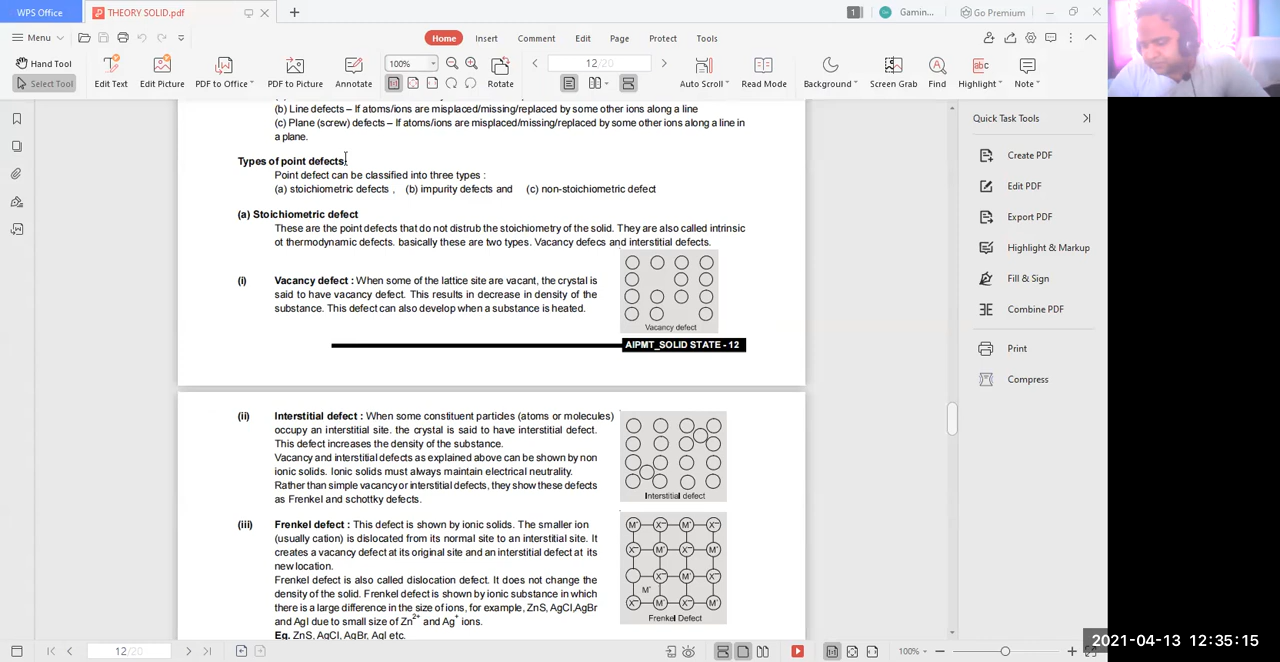 WPS Office
THEORY SOLID.pdf
1
Gamin...
Go Premium
Menu
Home
Insert
Comment
Edit
Page
Protect
Tools
Hand Tool
Select Tool
Edit Text
Edit Picture
PDF to Office
PDF to Picture
Annotate
100%
Rotate
12/20
Auto Scroll
Read Mode
Background
Screen Grab
Find
Highlight
Note
(b) Line defects – If atoms/ions are misplaced/missing/replaced by some other ions along a line
(c) Plane (screw) defects – If atoms/ions are misplaced/missing/replaced by some other ions along a line in
a plane.
Types of point defects:
Point defect can be classified into three types :
(a) stoichiometric defects , (b) impurity defects and (c) non-stoichiometric defect
(a) Stoichiometric defect
These are the point defects that do not distrub the stoichiometry of the solid. They are also called intrinsic
ot thermodynamic defects. basically these are two types. Vacancy defecs and interstitial defects.
(i) Vacancy defect : When some of the lattice site are vacant, the crystal is
said to have vacancy defect. This results in decrease in density of the
substance. This defect can also develop when a substance is heated.
Vacancy defect
AIPMT_SOLID STATE - 12
(ii) Interstitial defect : When some constituent particles (atoms or molecules)
occupy an interstitial site. the crystal is said to have interstitial defect.
This defect increases the density of the substance.
Vacancy and interstitial defects as explained above can be shown by non
ionic solids. Ionic solids must always maintain electrical neutrality.
Rather than simple vacancy or interstitial defects, they show these defects
as Frenkel and schottky defects.
Interstitial defect
(iii) Frenkel defect : This defect is shown by ionic solids. The smaller ion
(usually cation) is dislocated from its normal site to an interstitial site. It
creates a vacancy defect at its original site and an interstitial defect at its
new location.
Frenkel defect is also called dislocation defect. It does not change the
density of the solid. Frenkel defect is shown by ionic substance in which
there is a large difference in the size of ions, for example, ZnS, AgCl,AgBr
and AgI due to small size of Zn2+ and Ag+ ions.
Eg. ZnS, AgCl, AgBr, AgI etc.
M+ X– M+ X–
X– M+ X– M+
X– M+ X–
M+
X– M+ X– M+
Frenkel Defect
Quick Task Tools
Create PDF
Edit PDF
Export PDF
Highlight & Markup
Fill & Sign
Combine PDF
Print
Compress
12/20
100%
2021-04-13 12:35:15